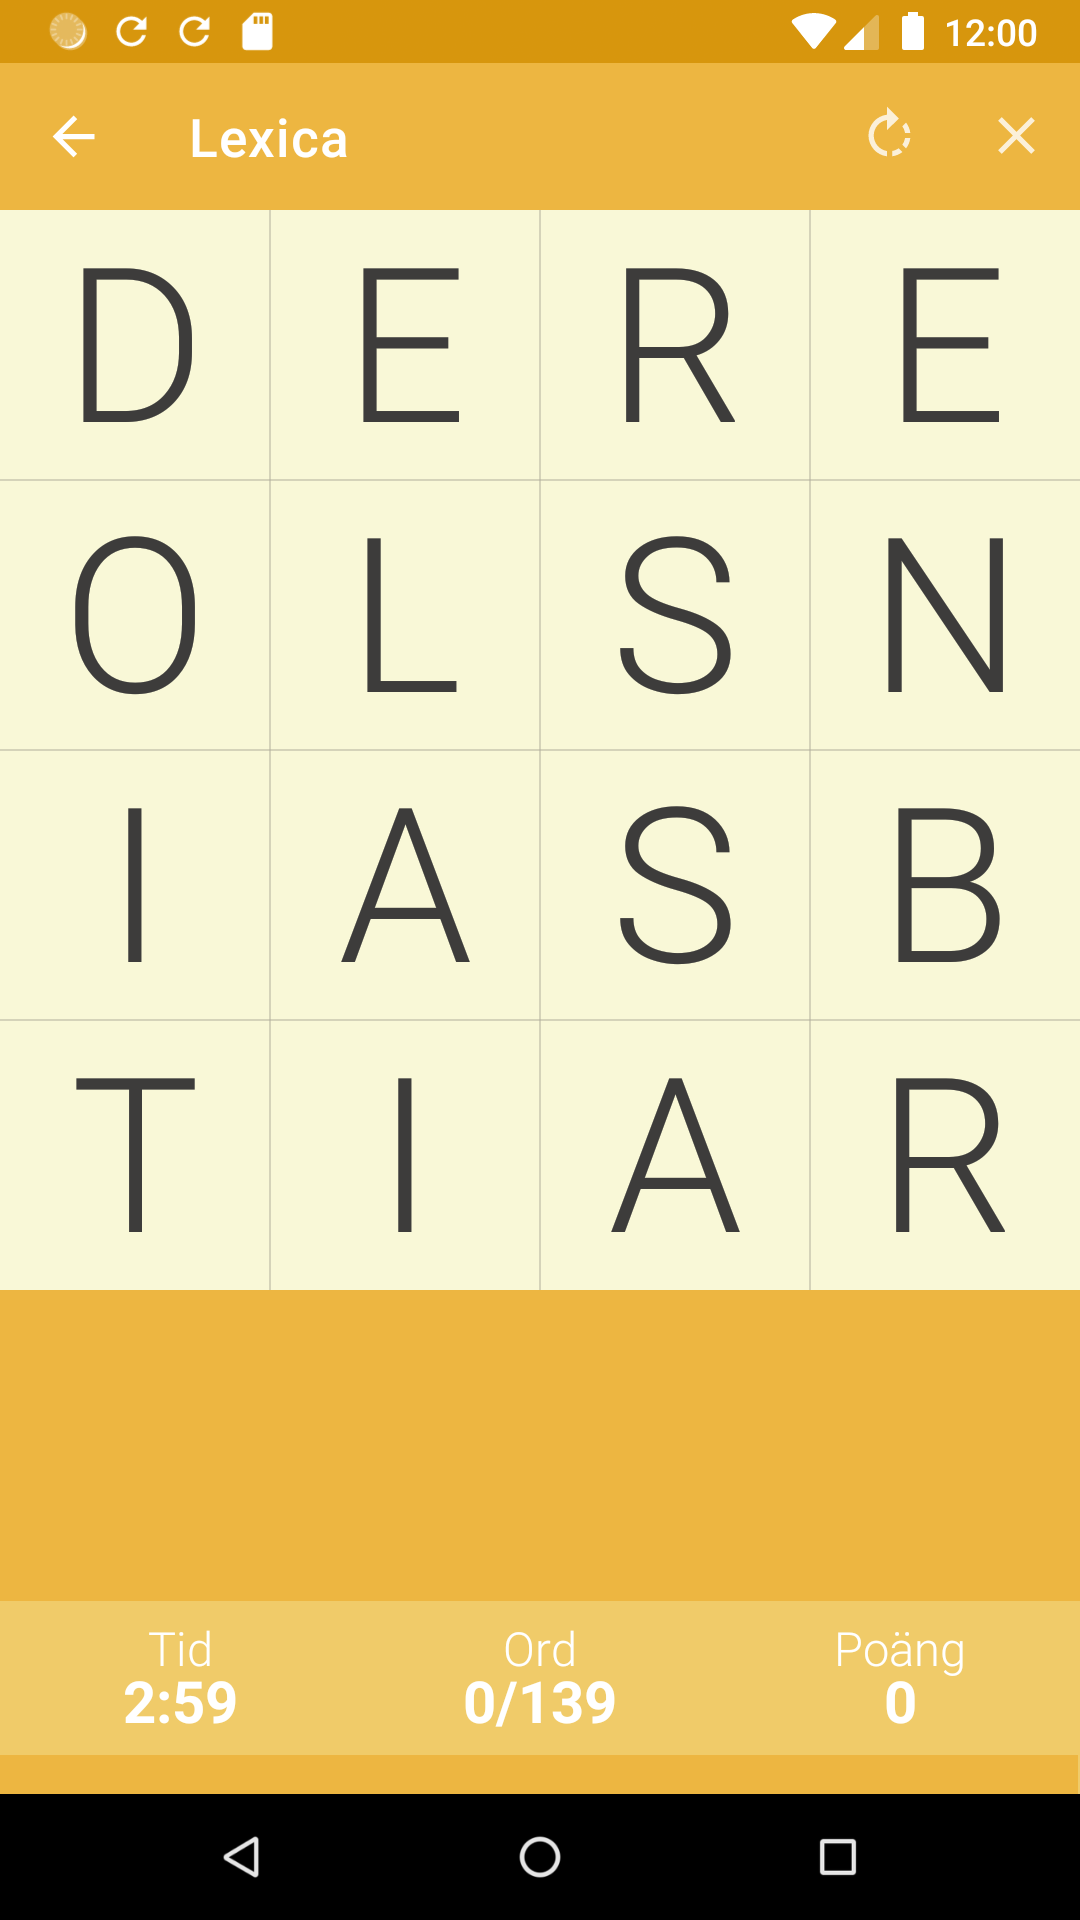 12:00
Lexica
D E R E
O L S N
I A S B
T I A R
Tid Ord Poäng
2:59 0/139 0